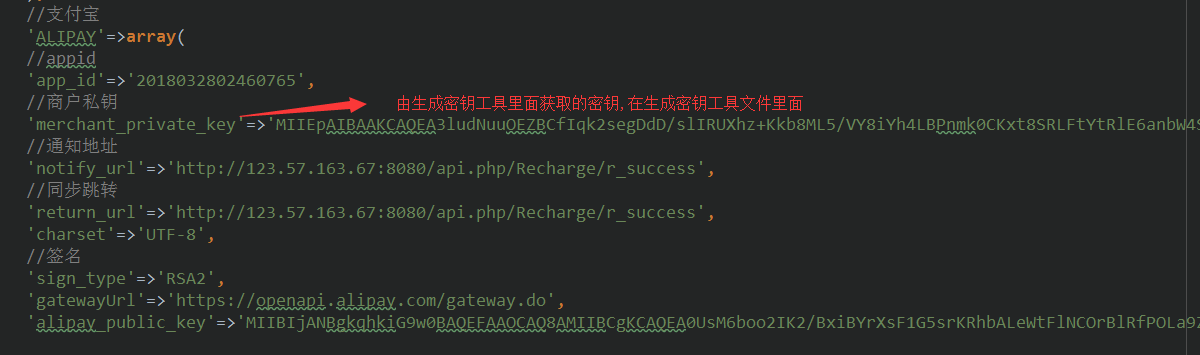 //支付宝
'ALIPAY'=>array(
//appid
'app_id'=>'2018032802460765',
//商户私钥
由生成密钥工具里面获取的密钥,在生成密钥工具文件里面
'merchant_private_key'=>'MIIEpAIBAAKCAQEA3ludNuuQEZBCfIqk2segDdD/slIRUXhz+Kkb8ML5/VY8iYh4LBPnmk0CKxt8SRLFtYtRlE6anbW4S
//通知地址
'notify_url'=>'http://123.57.163.67:8080/api.php/Recharge/r_success',
//同步跳转
'return_url'=>'http://123.57.163.67:8080/api.php/Recharge/r_success',
'charset'=>'UTF-8',
//签名
'sign_type'=>'RSA2',
'gatewayUrl'=>'https://openapi.alipay.com/gateway.do',
'alipay_public_key'=>'MIIBIjANBgkqhkiG9w0BAQEFAAOCAQ8AMIIBCgKCAQEA0UsM6boo2IK2/BxiBYrXsF1G5srKRhbALeWtFlNCOrBlRfPOLa9Z